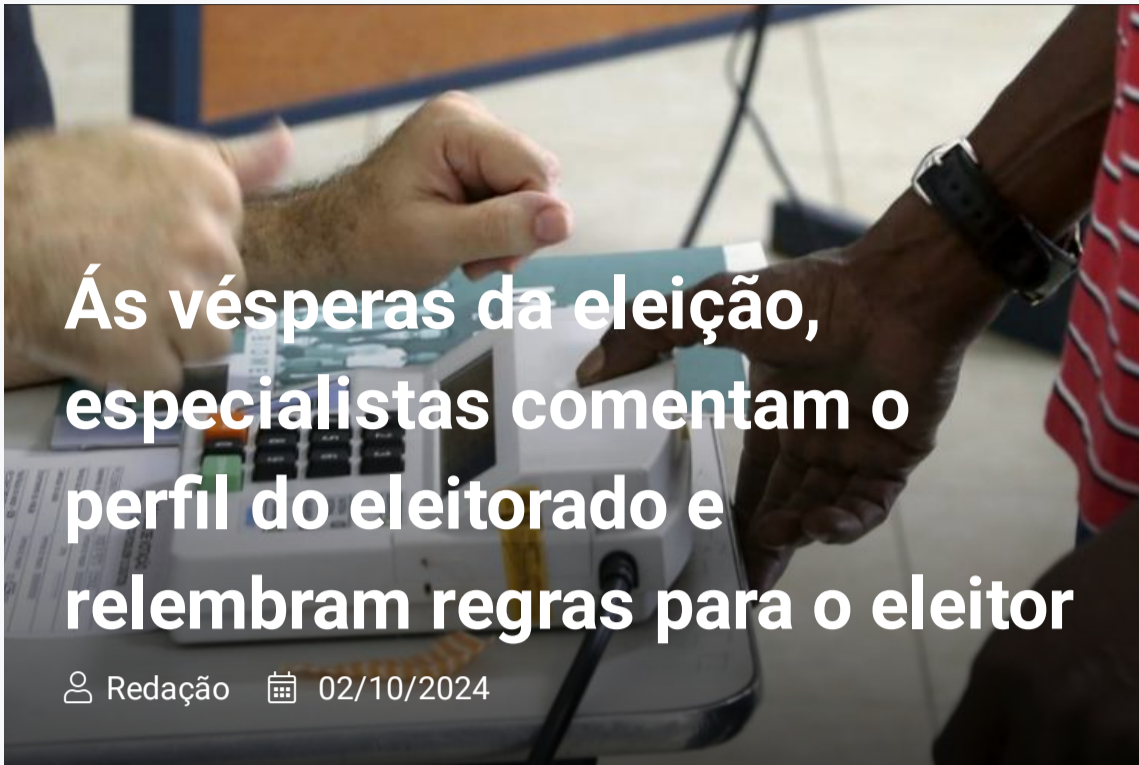 Ás vésperas da eleição,
especialistas comentam o
perfil do eleitorado e
relembram regras para o eleitor
Redação 02/10/2024